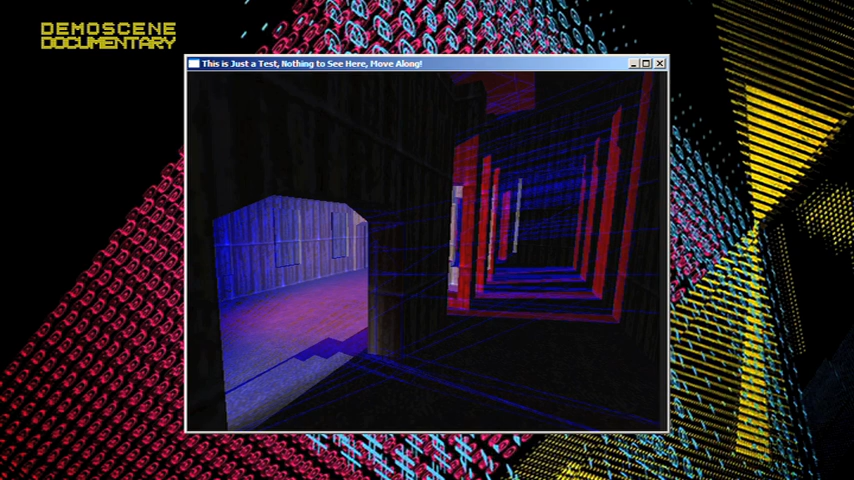 DEMOSCENE
DOCUMENTARY
This is Just a Test, Nothing to See Here, Move Along!